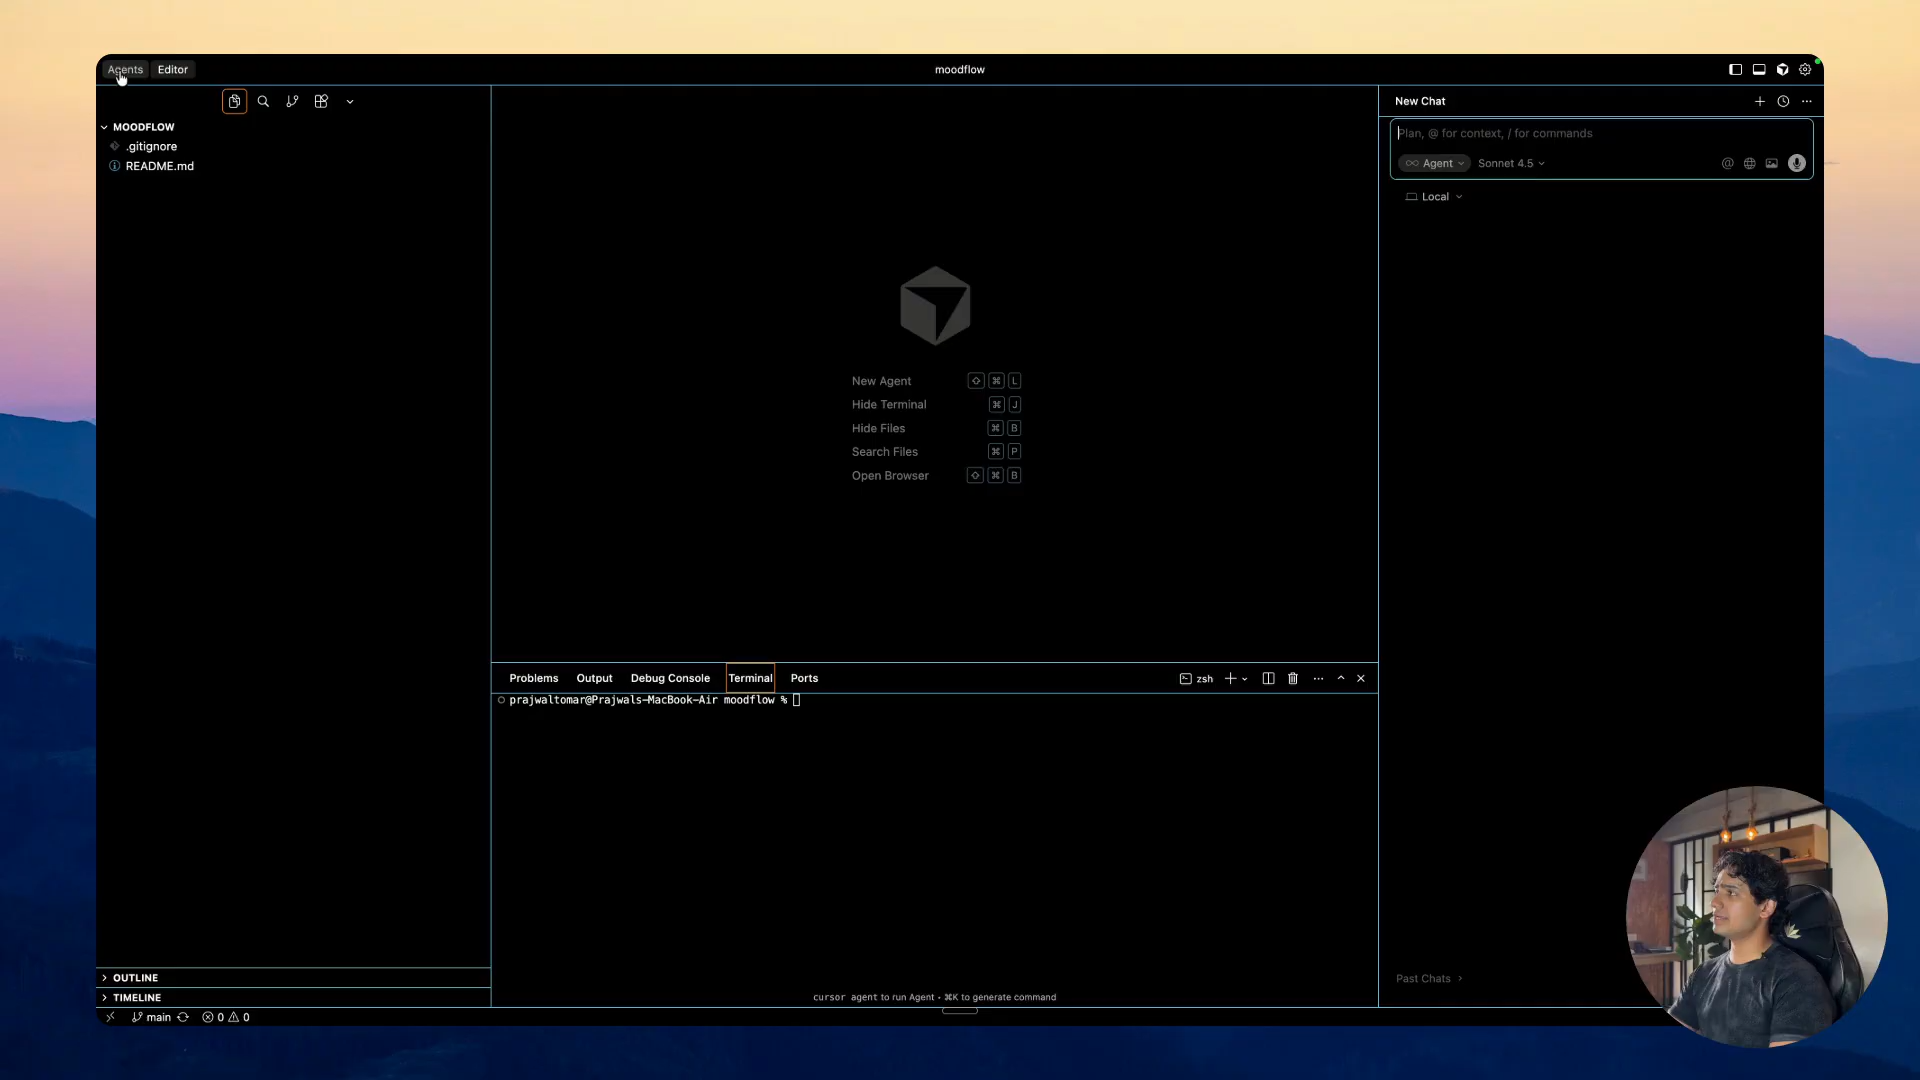 Agents Editor moodflow
MOODFLOW
.gitignore
README.md
OUTLINE
TIMELINE
New Agent ⇧ ⌘ L
Hide Terminal ⌘ J
Hide Files ⌘ B
Search Files ⌘ P
Open Browser ⇧ ⌘ B
Problems Output Debug Console Terminal Ports zsh
prajwaltomar@Prajwals-MacBook-Air moodflow %
cursor agent to run Agent • ⌘K to generate command
New Chat
Plan, @ for context, / for commands
Agent Sonnet 4.5
Local
Past Chats
main 0 0